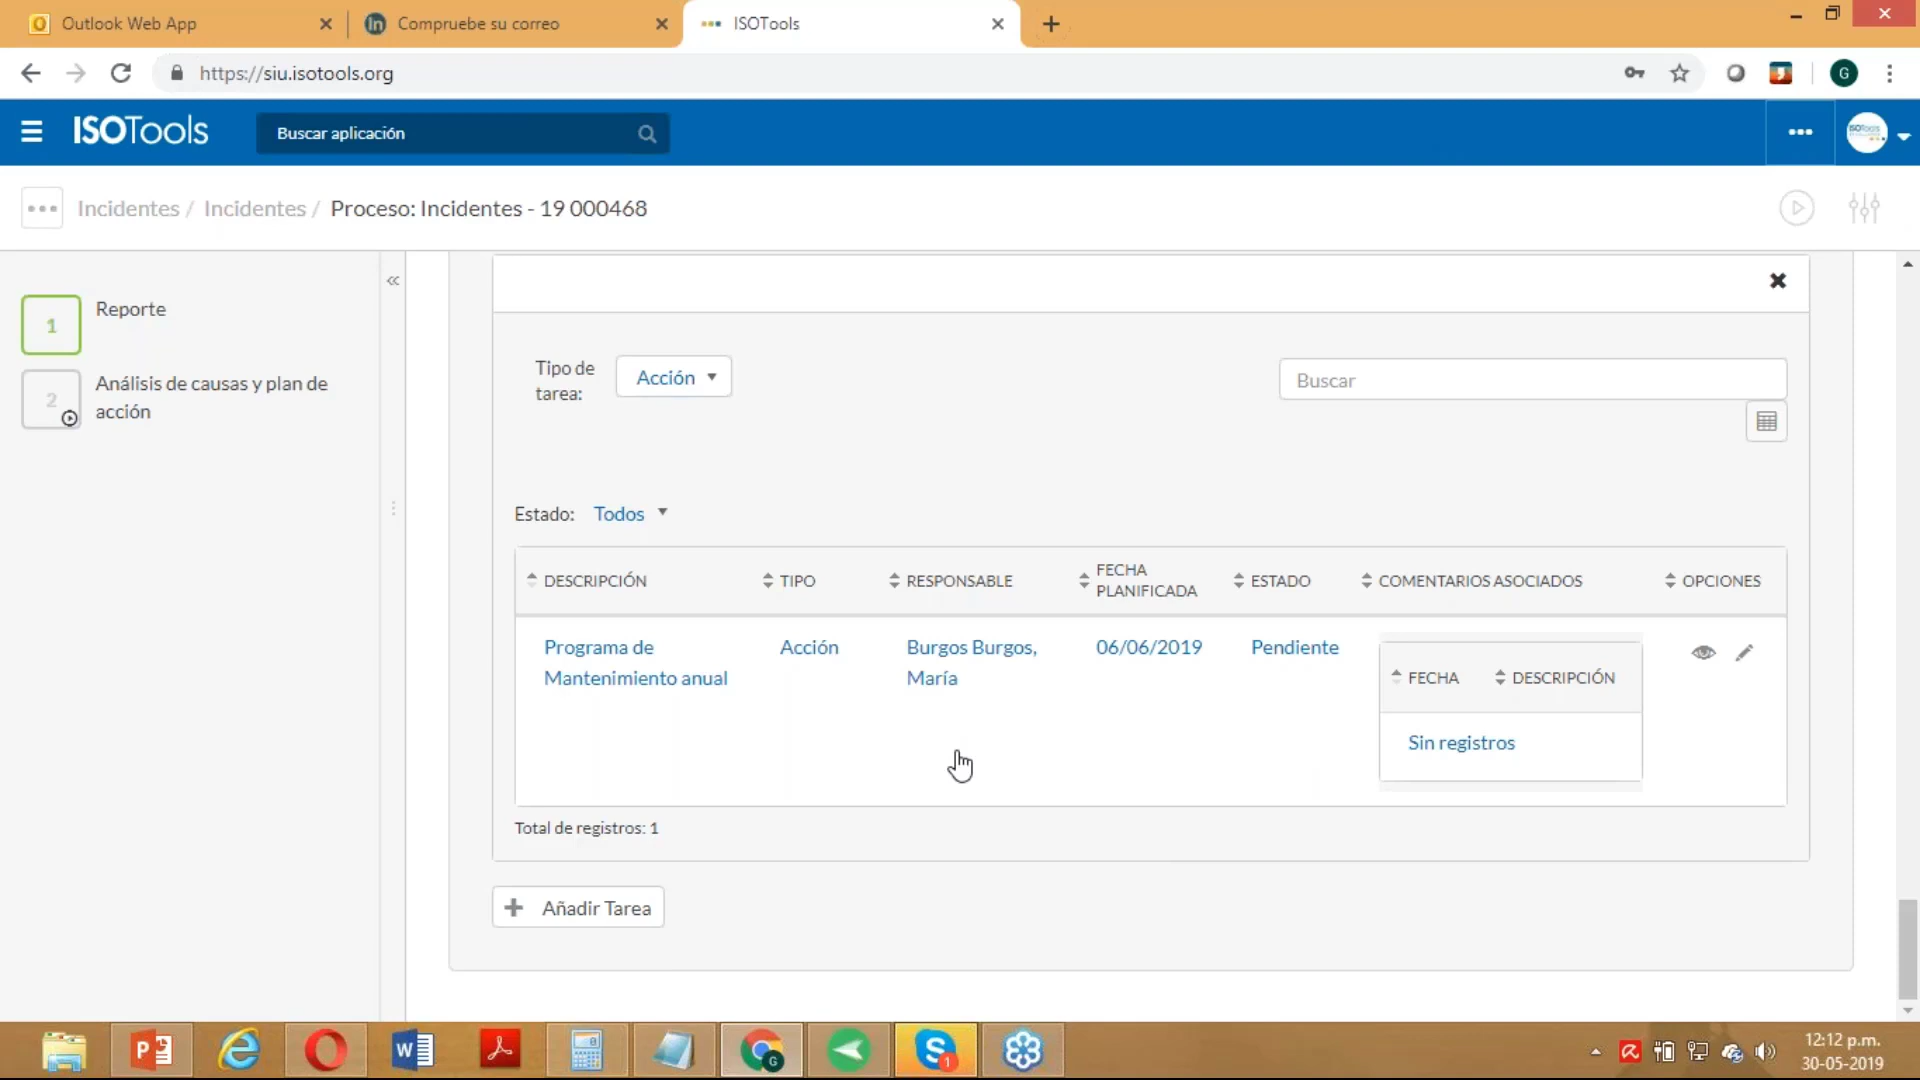 Outlook Web App
Compruebe su correo
ISOTools
https://siu.isotools.org
G
ISOTools
Buscar aplicación
Incidentes / Incidentes / Proceso: Incidentes - 19 000468
1
Reporte
2
Análisis de causas y plan de
acción
Tipo de
tarea:
Acción
Buscar
Estado: Todos
DESCRIPCIÓN
TIPO
RESPONSABLE
FECHA
PLANIFICADA
ESTADO
COMENTARIOS ASOCIADOS
OPCIONES
Programa de
Mantenimiento anual
Acción
Burgos Burgos,
María
06/06/2019
Pendiente
FECHA
DESCRIPCIÓN
Sin registros
Total de registros: 1
+ Añadir Tarea
12:12 p.m.
30-05-2019